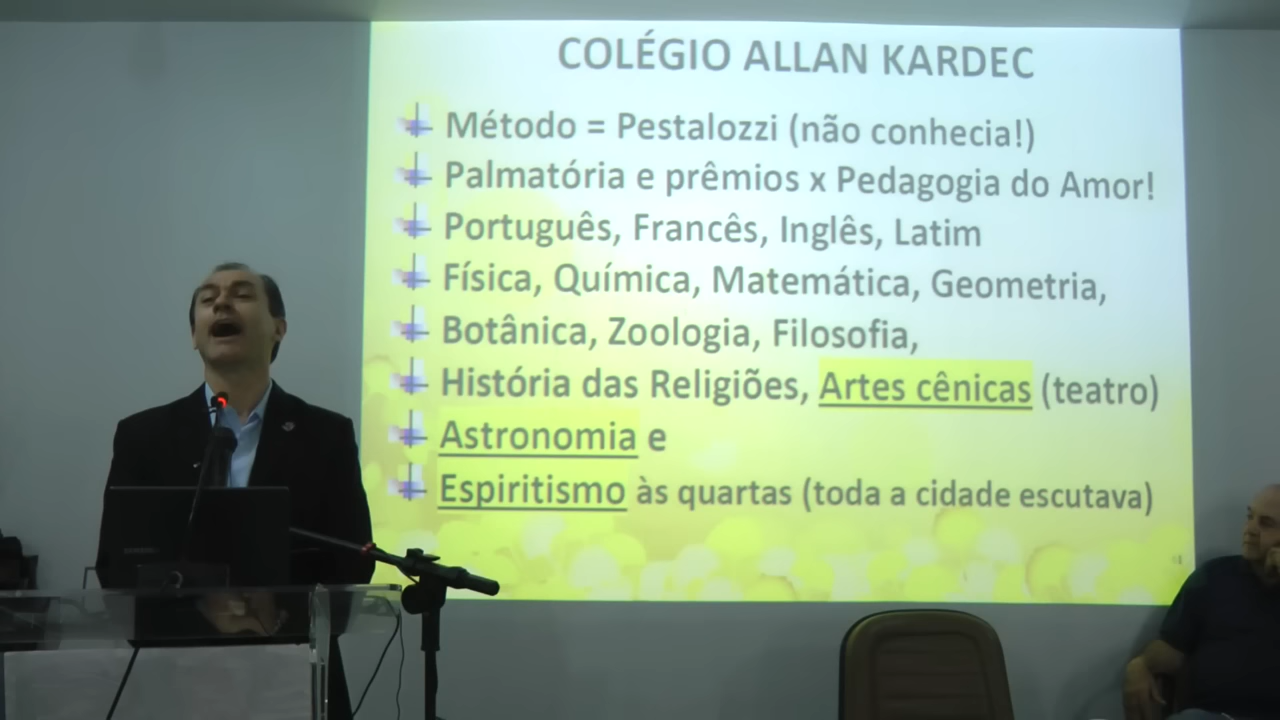 COLÉGIO ALLAN KARDEC
Método = Pestalozzi (não conhecia!)
Palmatória e prêmios x Pedagogia do Amor!
Português, Francês, Inglês, Latim
Física, Química, Matemática, Geometria,
Botânica, Zoologia, Filosofia,
História das Religiões, Artes cênicas (teatro)
Astronomia e
Espiritismo às quartas (toda a cidade escutava)